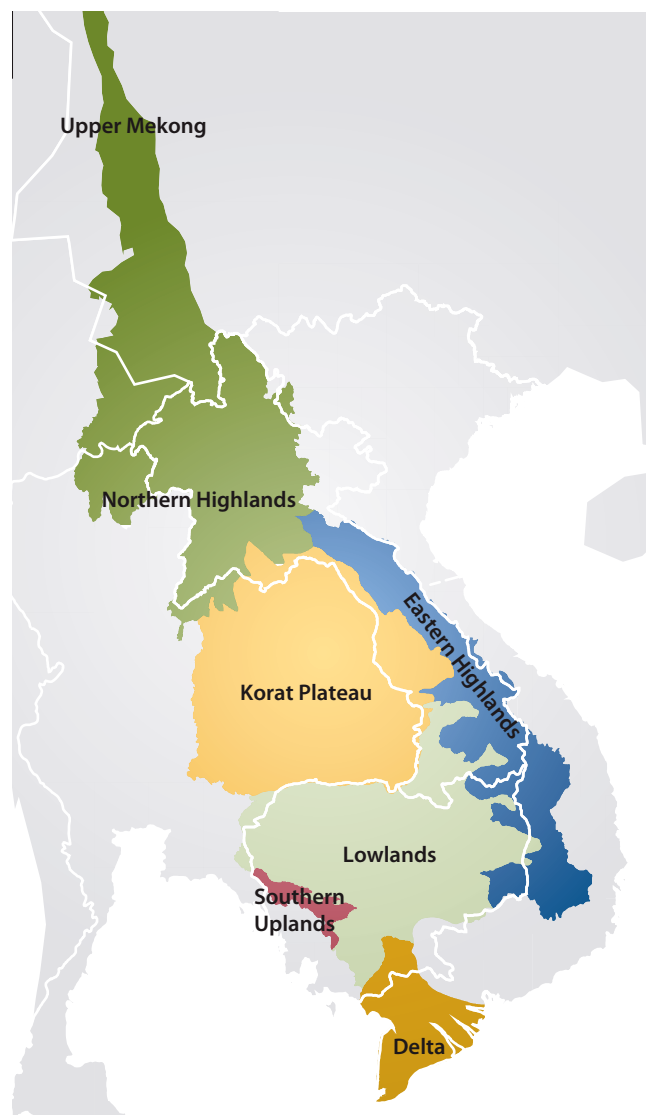 Upper Mekong
Northern Highlands
Eastern Highlands
Korat Plateau
Lowlands
Southern
Uplands
Delta